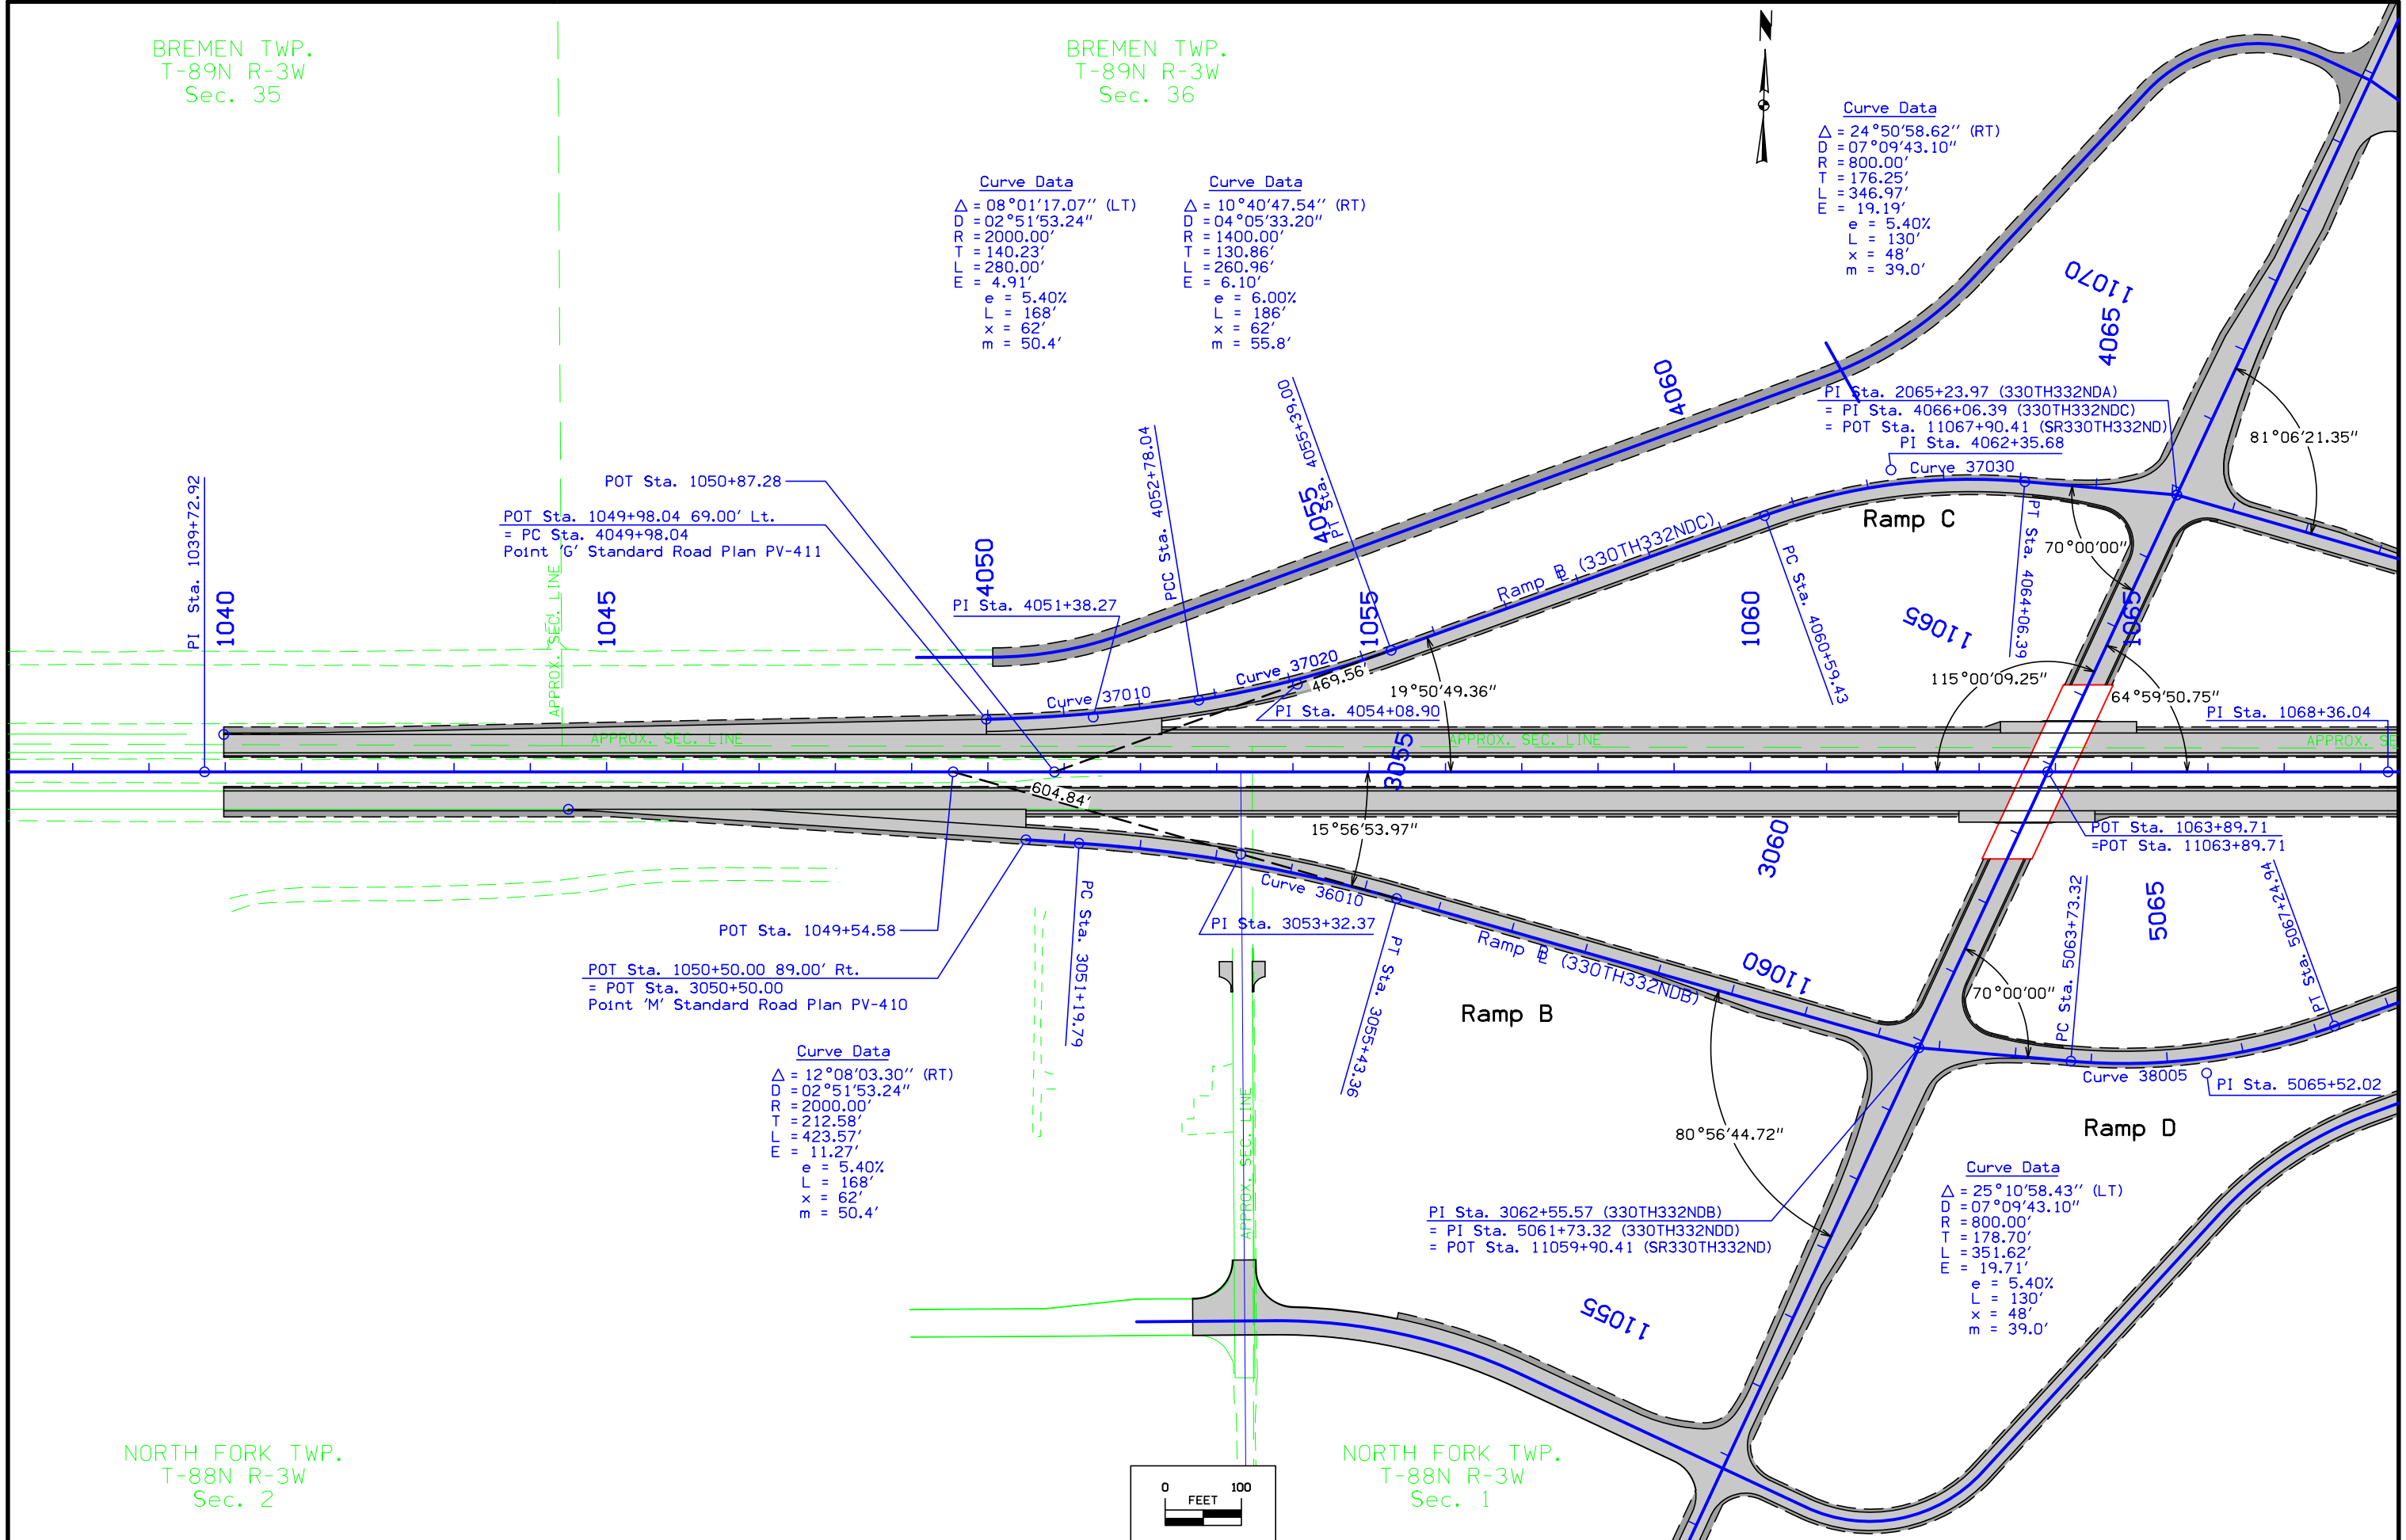 BREMEN TWP.
T-89N R-3W
Sec. 35
BREMEN TWP.
T-89N R-3W
Sec. 36
N
Curve Data
Δ = 24°50'58.62" (RT)
D = 07°09'43.10"
R = 800.00'
T = 176.25'
L = 346.97'
E = 19.19'
e = 5.40%
L = 130'
x = 48'
m = 39.0'
Curve Data
Δ = 08°01'17.07" (LT)
D = 02°51'53.24"
R = 2000.00'
T = 140.23'
L = 280.00'
E = 4.91'
e = 5.40%
L = 168'
x = 62'
m = 50.4'
Curve Data
Δ = 10°40'47.54" (RT)
D = 04°05'33.20"
R = 1400.00'
T = 130.86'
L = 260.96'
E = 6.10'
e = 6.00%
L = 186'
x = 62'
m = 55.8'
11070
4065
4060
4055
4050
PI Sta. 2065+23.97 (330TH332NDA)
= PI Sta. 4066+06.39 (330TH332NDC)
= POT Sta. 11067+90.41 (SR330TH332ND)
PI Sta. 4062+35.68
Curve 37030
81°06'21.35"
Ramp C
70°00'00"
PI Sta. 1039+72.92
POT Sta. 1050+87.28
POT Sta. 1049+98.04 69.00' Lt.
= PC Sta. 4049+98.04
Point 'G' Standard Road Plan PV-411
PCC Sta. 4052+78.04
PT Sta. 4055+39.00
Ramp B (330TH332NDC)
PC Sta. 4060+59.43
PT Sta. 4064+06.39
PI Sta. 4051+38.27
1040
1045
1055
1060
11065
1065
APPROX. SEC. LINE
Curve 37010
Curve 37020
469.56'
19°50'49.36"
PI Sta. 4054+08.90
115°00'09.25"
64°59'50.75"
PI Sta. 1068+36.04
APPROX. SEC. LINE
APPROX. SEC. LINE
APPROX. SE
3055
604.84'
15°56'53.97"
3060
POT Sta. 1063+89.71
=POT Sta. 11063+89.71
Curve 36010
PI Sta. 3053+32.37
POT Sta. 1049+54.58
POT Sta. 1050+50.00 89.00' Rt.
= POT Sta. 3050+50.00
Point 'M' Standard Road Plan PV-410
PC Sta. 3051+19.79
PT Sta. 3055+43.36
Ramp B (330TH332NDB)
Ramp B
11060
70°00'00"
PC Sta. 5063+73.32
5065
PT Sta. 5067+24.94
Curve 38005
PI Sta. 5065+52.02
Ramp D
Curve Data
Δ = 12°08'03.30" (RT)
D = 02°51'53.24"
R = 2000.00'
T = 212.58'
L = 423.57'
E = 11.27'
e = 5.40%
L = 168'
x = 62'
m = 50.4'
APPROX. SEC. LINE
80°56'44.72"
PI Sta. 3062+55.57 (330TH332NDB)
= PI Sta. 5061+73.32 (330TH332NDD)
= POT Sta. 11059+90.41 (SR330TH332ND)
Curve Data
Δ = 25°10'58.43" (LT)
D = 07°09'43.10"
R = 800.00'
T = 178.70'
L = 351.62'
E = 19.71'
e = 5.40%
L = 130'
x = 48'
m = 39.0'
11055
NORTH FORK TWP.
T-88N R-3W
Sec. 2
0 100
FEET
NORTH FORK TWP.
T-88N R-3W
Sec. 1